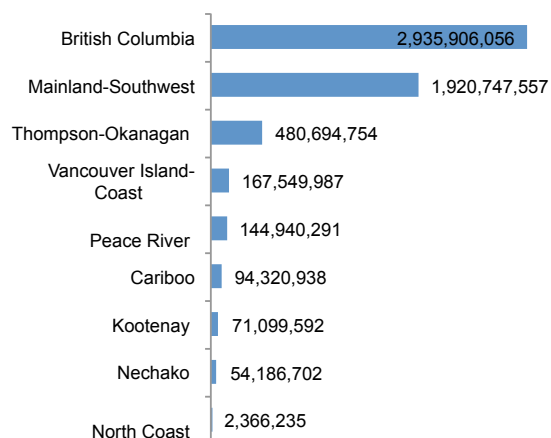 British Columbia 2,935,906,056
Mainland-Southwest 1,920,747,557
Thompson-Okanagan 480,694,754
Vancouver Island-
Coast 167,549,987
Peace River 144,940,291
Cariboo 94,320,938
Kootenay 71,099,592
Nechako 54,186,702
North Coast 2,366,235